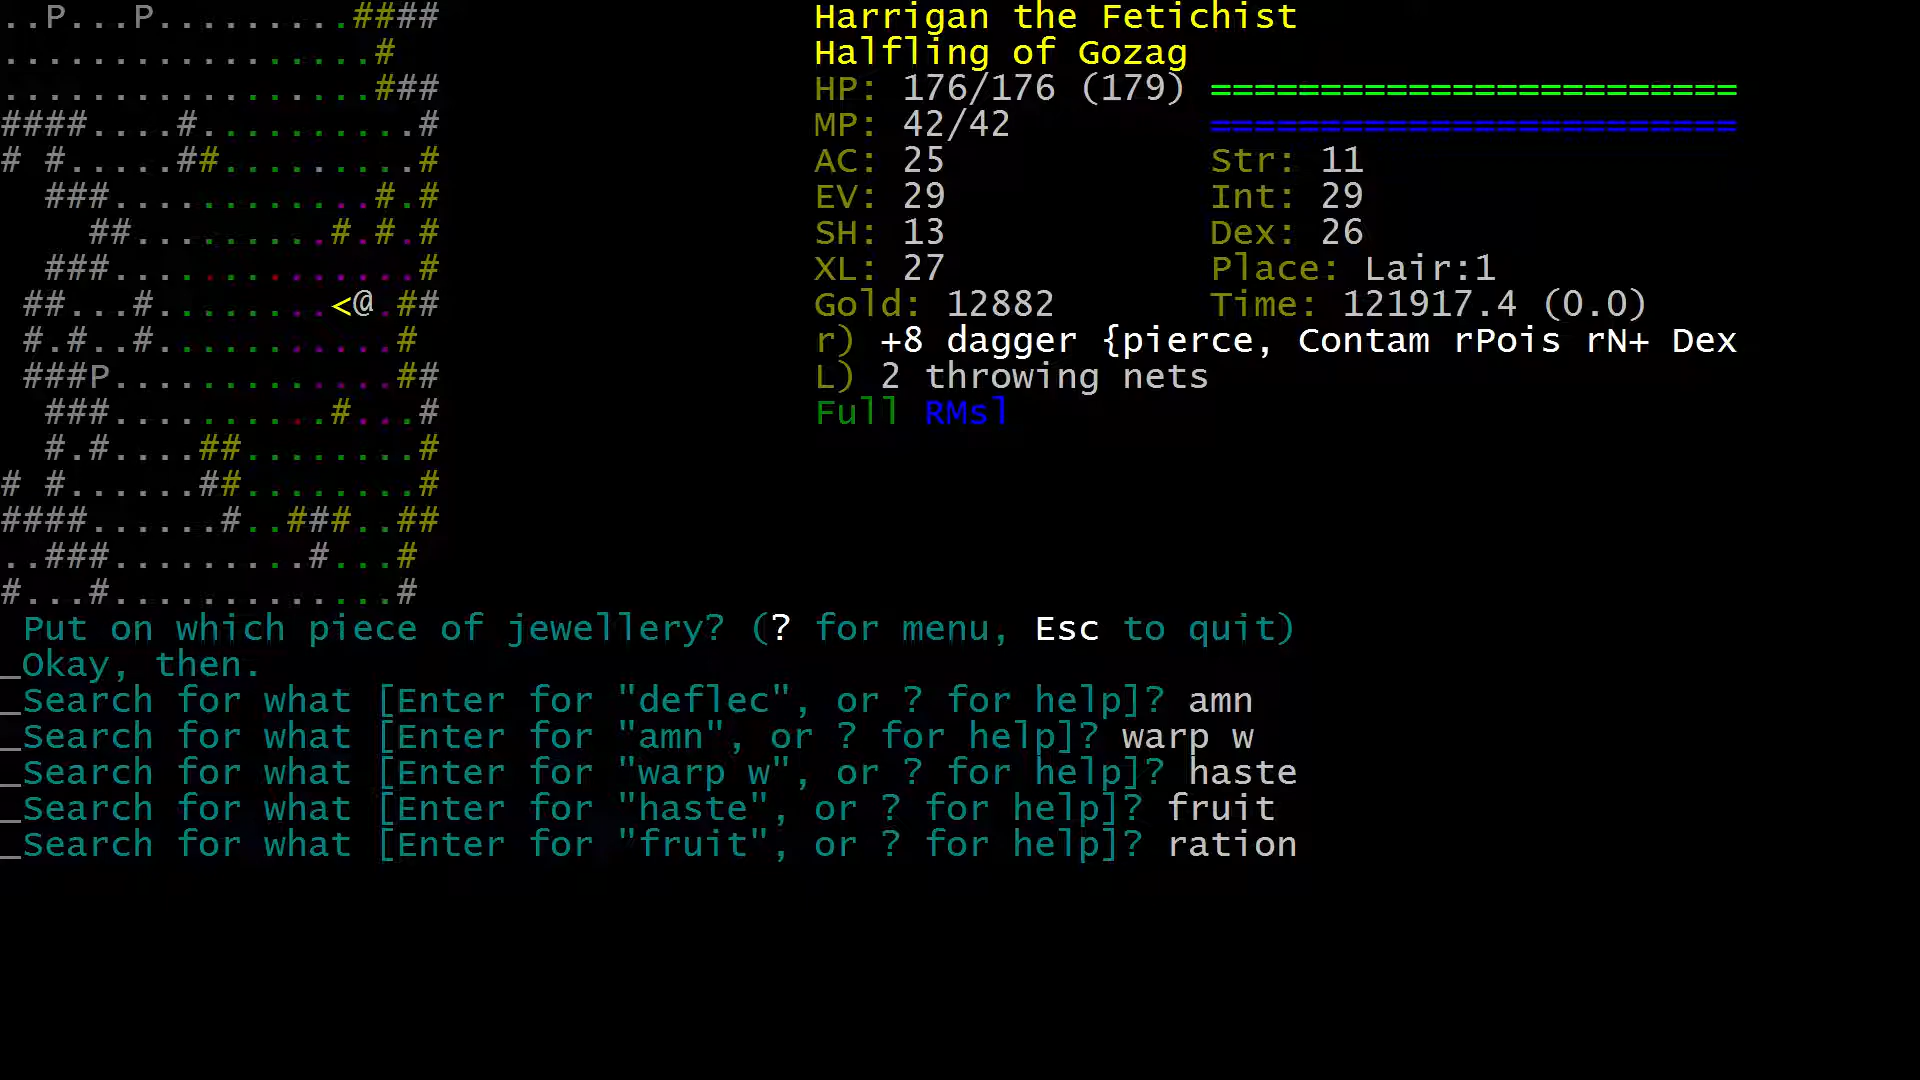 ..P...P.........####   Harrigan the Fetichist
.................#   Halfling of Gozag
.................###   HP: 176/176 (179) ========================
####....#..........#   MP: 42/42   ========================
# #.....##.........#   AC: 25   Str: 11
###............#.#   EV: 29   Int: 29
##.........#.#.#   SH: 13   Dex: 26
###..............#   XL: 27   Place: Lair:1
##...#........<@.##   Gold: 12882   Time: 121917.4 (0.0)
#.#..#...........#   r) +8 dagger {pierce, Contam rPois rN+ Dex
###P.............##   L) 2 throwing nets
###..........#...#   Full RMsl
#.#....##........#
# #......##........#
####......#..###..##
..###.........#...#
#...#.............#
Put on which piece of jewellery? (? for menu, Esc to quit)
_Okay, then.
_Search for what [Enter for "deflec", or ? for help]? amn
_Search for what [Enter for "amn", or ? for help]? warp w
_Search for what [Enter for "warp w", or ? for help]? haste
_Search for what [Enter for "haste", or ? for help]? fruit
_Search for what [Enter for "fruit", or ? for help]? ration